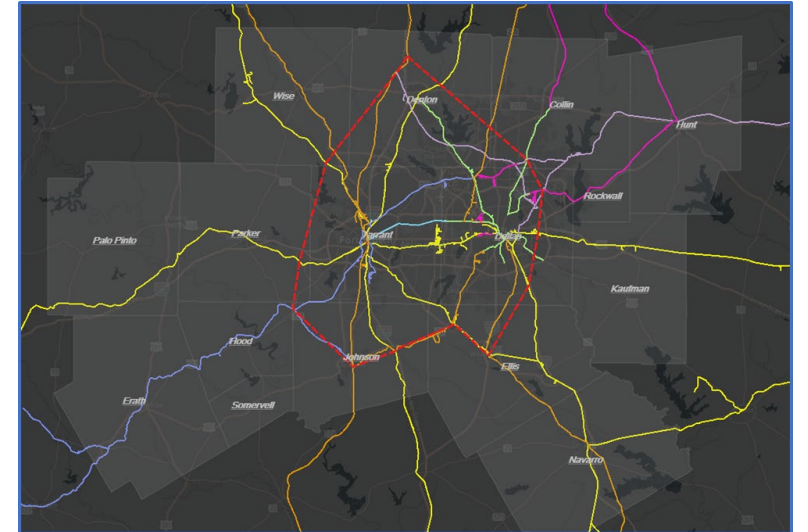 Wise
Denton
Collin
Hunt
Rockwall
Palo Pinto
Parker
Tarrant
Dallas
Kaufman
Hood
Johnson
Ellis
Erath
Somervell
Navarro